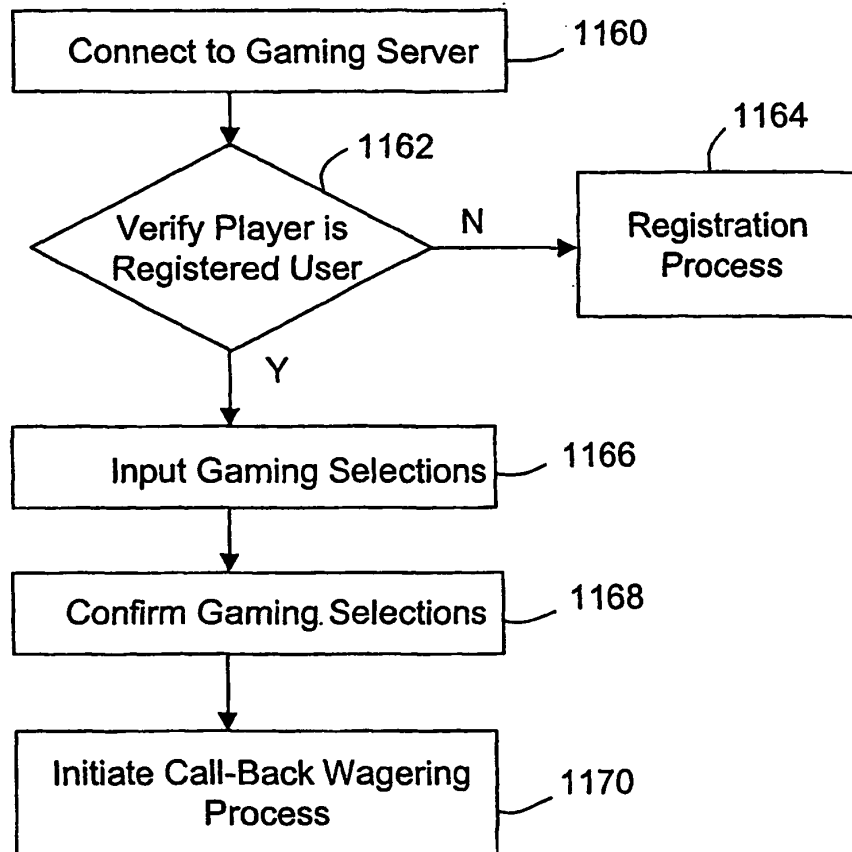 Connect to Gaming Server
1160
1162
1164
Verify Player is
Registered User
N
Registration
Process
Y
Input Gaming Selections
1166
Confirm Gaming Selections
1168
Initiate Call-Back Wagering
Process
1170